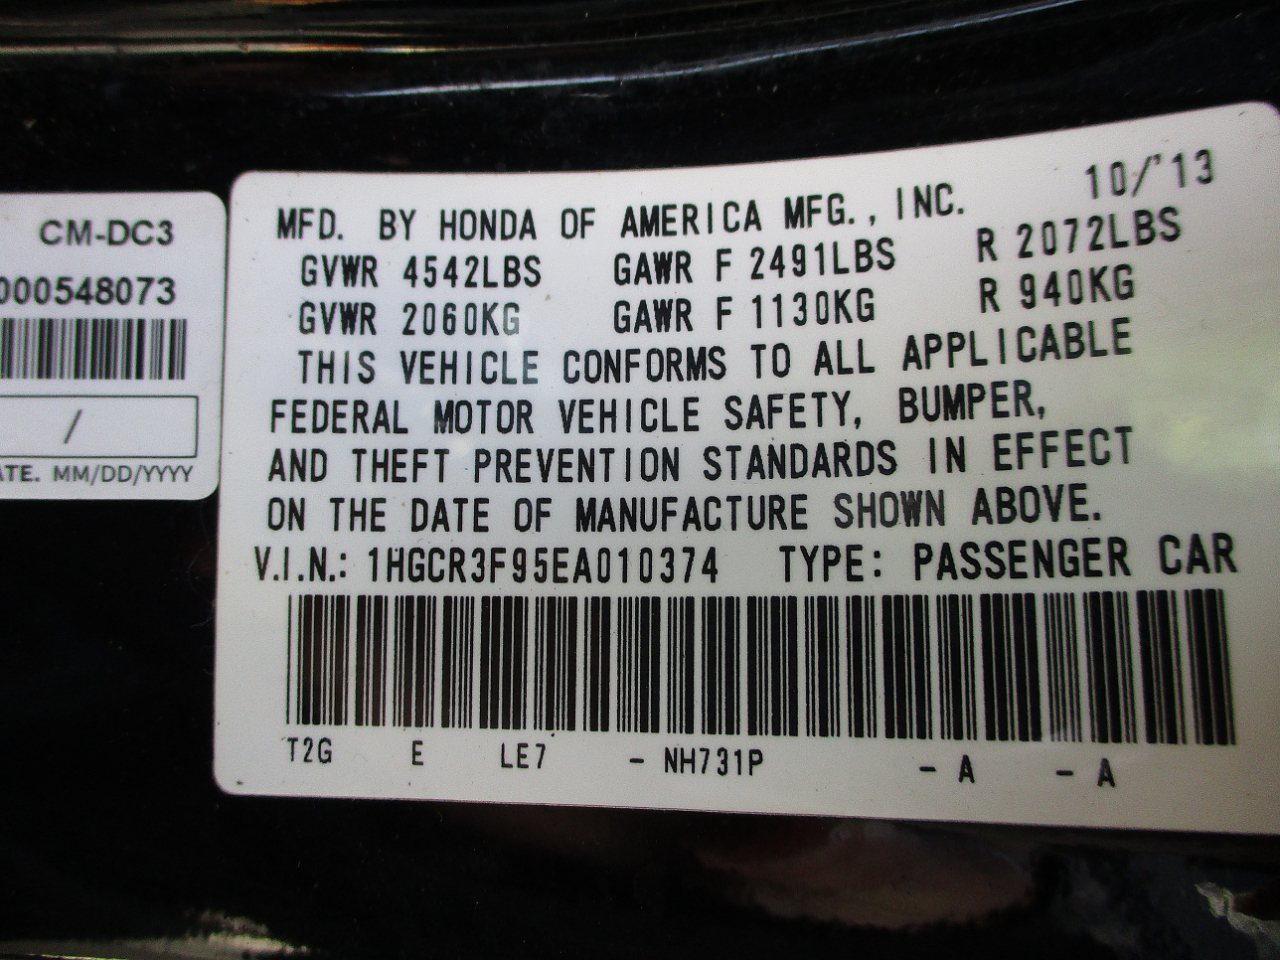 CM-DC3
000548073
/
ATE. MM/DD/YYYY
10/'13
MFD. BY HONDA OF AMERICA MFG., INC.
GVWR 4542LBS GAWR F 2491LBS R 2072LBS
GVWR 2060KG GAWR F 1130KG R 940KG
THIS VEHICLE CONFORMS TO ALL APPLICABLE
FEDERAL MOTOR VEHICLE SAFETY, BUMPER,
AND THEFT PREVENTION STANDARDS IN EFFECT
ON THE DATE OF MANUFACTURE SHOWN ABOVE.
V.I.N.: 1HGCR3F95EA010374 TYPE: PASSENGER CAR
T2G E LE7 - NH731P - A - A